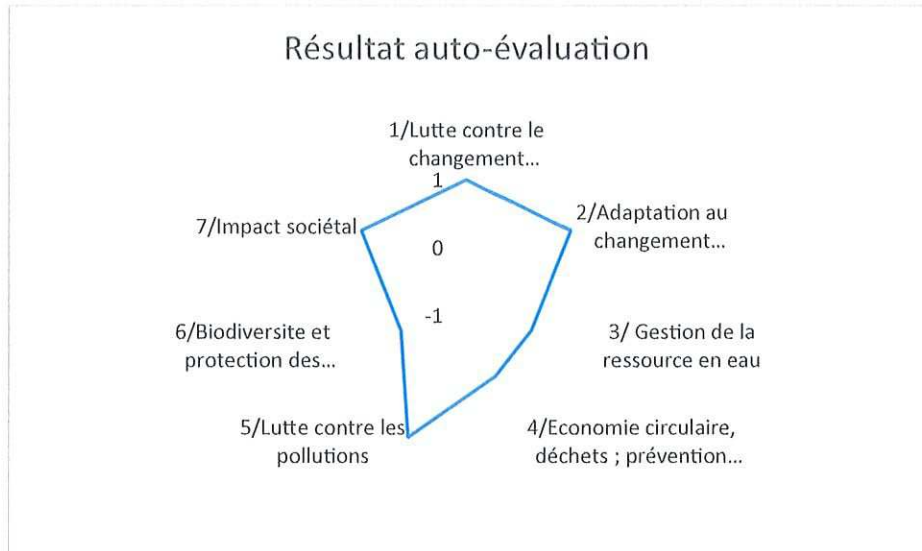 Résultat auto-évaluation
1/Lutte contre le
changement...
1
2/Adaptation au
changement...
7/Impact sociétal
0
-1
6/Biodiversite et
protection des...
3/ Gestion de la
ressource en eau
5/Lutte contre les
pollutions
4/Economie circulaire,
déchets ; prévention...